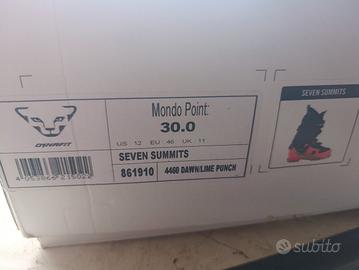 DYNAFIT
Mondo Point:
30.0
US 12 EU 46 UK 11
SEVEN SUMMITS
861910
4460 DAWN/LIME PUNCH
SEVEN SUMMITS
subito